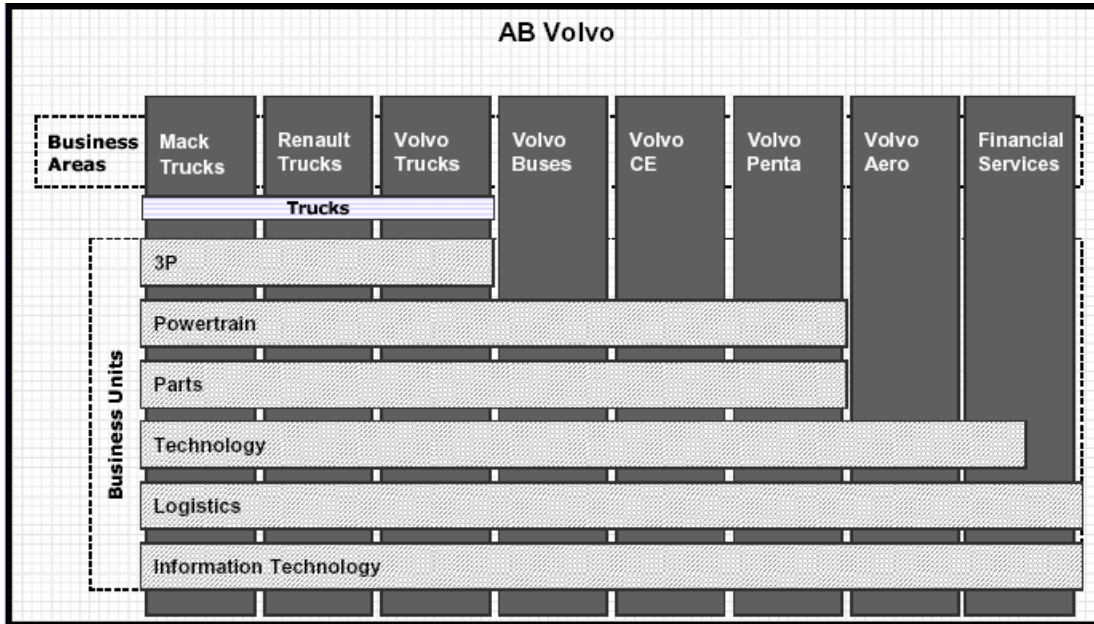 AB Volvo
Business
Areas
Mack
Trucks
Renault
Trucks
Volvo
Trucks
Volvo
Buses
Volvo
CE
Volvo
Penta
Volvo
Aero
Financial
Services
Trucks
Business Units
3P
Powertrain
Parts
Technology
Logistics
Information Technology